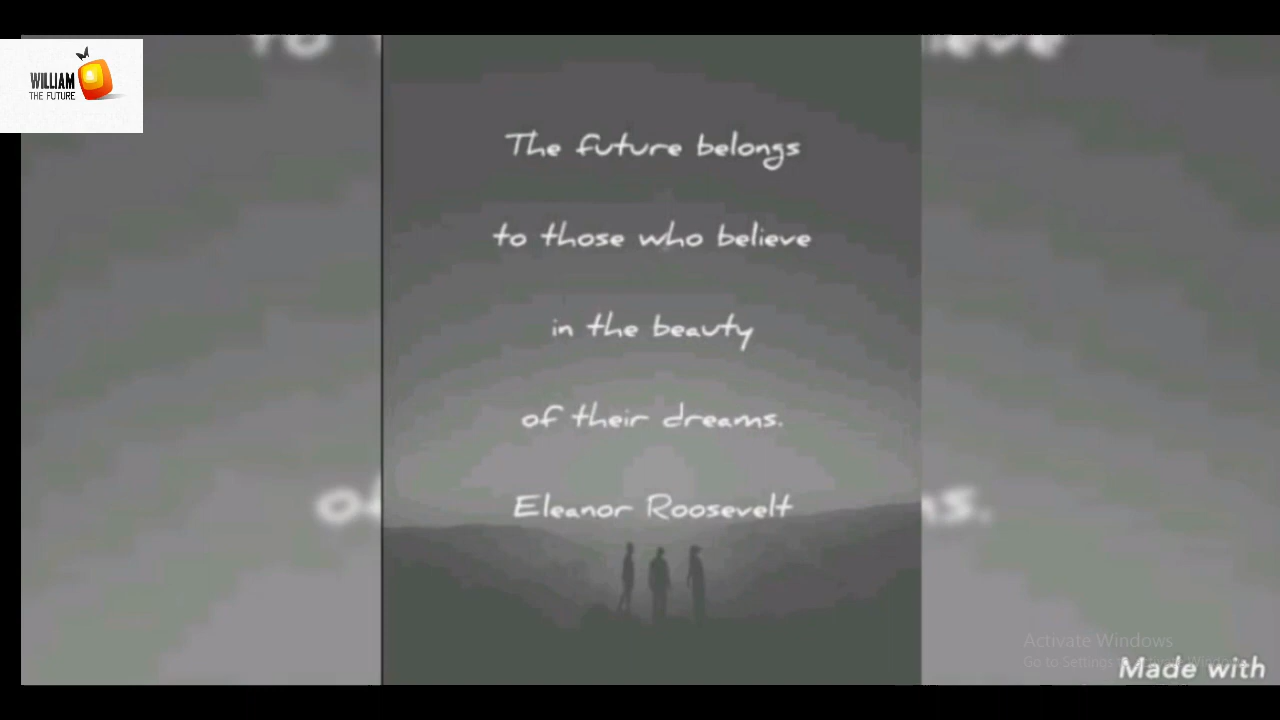 WILLIAM
THE FUTURE
The future belongs
to those who believe
in the beauty
of their dreams.
Eleanor Roosevelt
Activate Windows
Made with